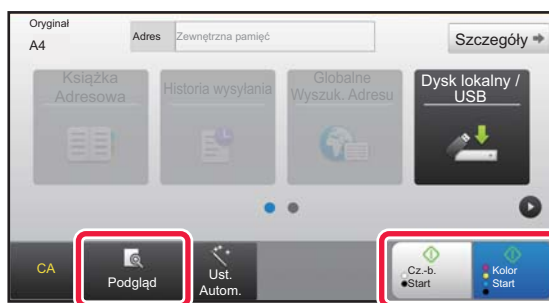 Oryginał
A4
Adres
Zewnętrzna pamięć
Szczegóły
Książka
Adresowa
Historia wysyłania
Globalne
Wyszuk. Adresu
Dysk lokalny /
USB
CA
Podgląd
Ust.
Autom.
Cz.-b.
Start
Kolor
Start